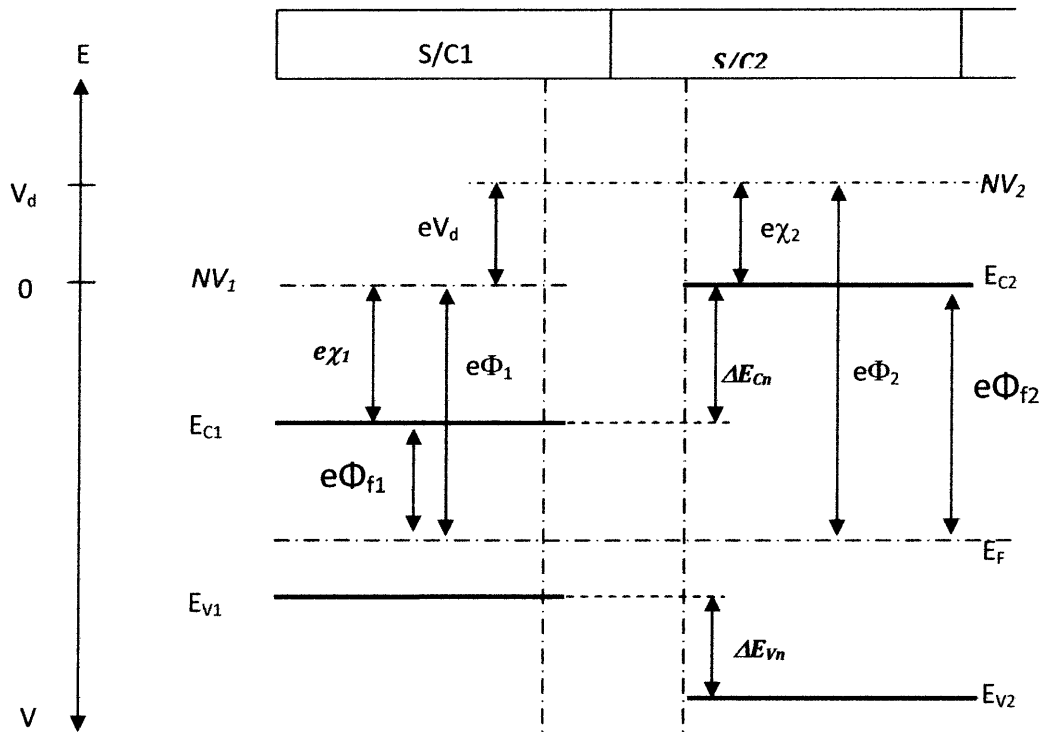 S/C1
S/C2
E
V_d
NV_2
eV_d
eχ_2
NV_1
0
E_C2
eχ_1
eΦ_1
ΔE_Cn
eΦ_2
eΦ_f2
E_C1
eΦ_f1
E_F
E_V1
ΔE_Vn
E_V2
V